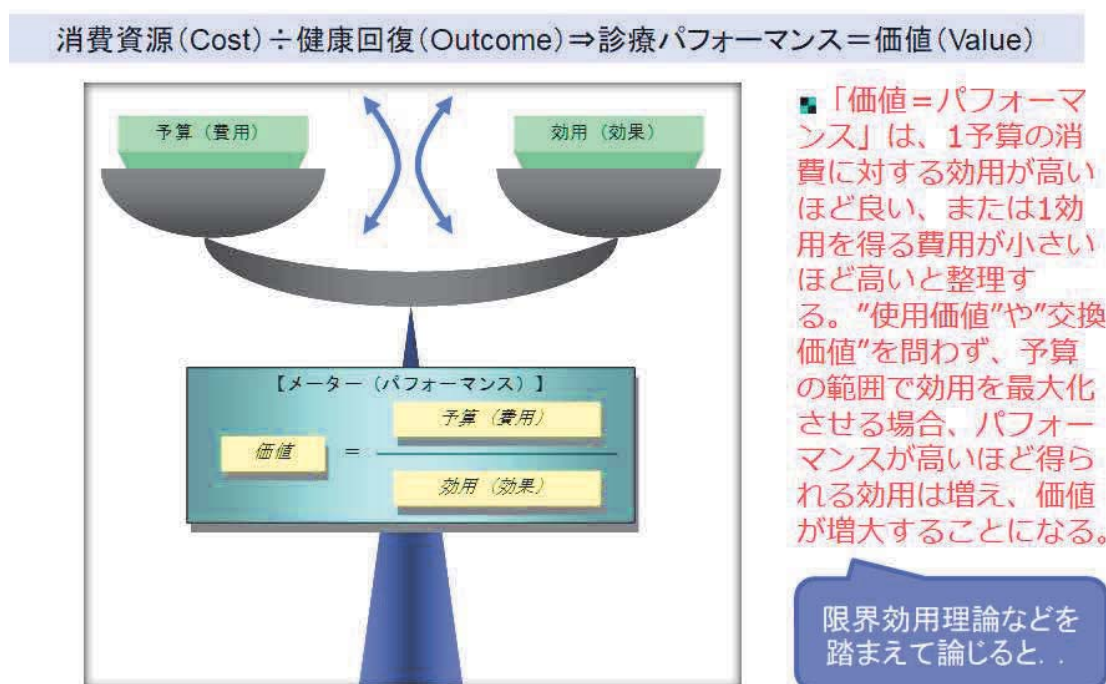 消費資源(Cost)÷健康回復(Outcome)⇒診療パフォーマンス＝価値(Value)
予算（費用）
効用（効果）
【メーター（パフォーマンス）】
価値
＝
予算（費用）
効用（効果）
「価値＝パフォーマ
ンス」は、1予算の消
費に対する効用が高い
ほど良い、または1効
用を得る費用が小さい
ほど高いと整理す
る。”使用価値”や”交換
価値”を問わず、予算
の範囲で効用を最大化
させる場合、パフォー
マンスが高いほど得ら
れる効用は増え、価値
が増大することになる。
限界効用理論などを
踏まえて論じると．．